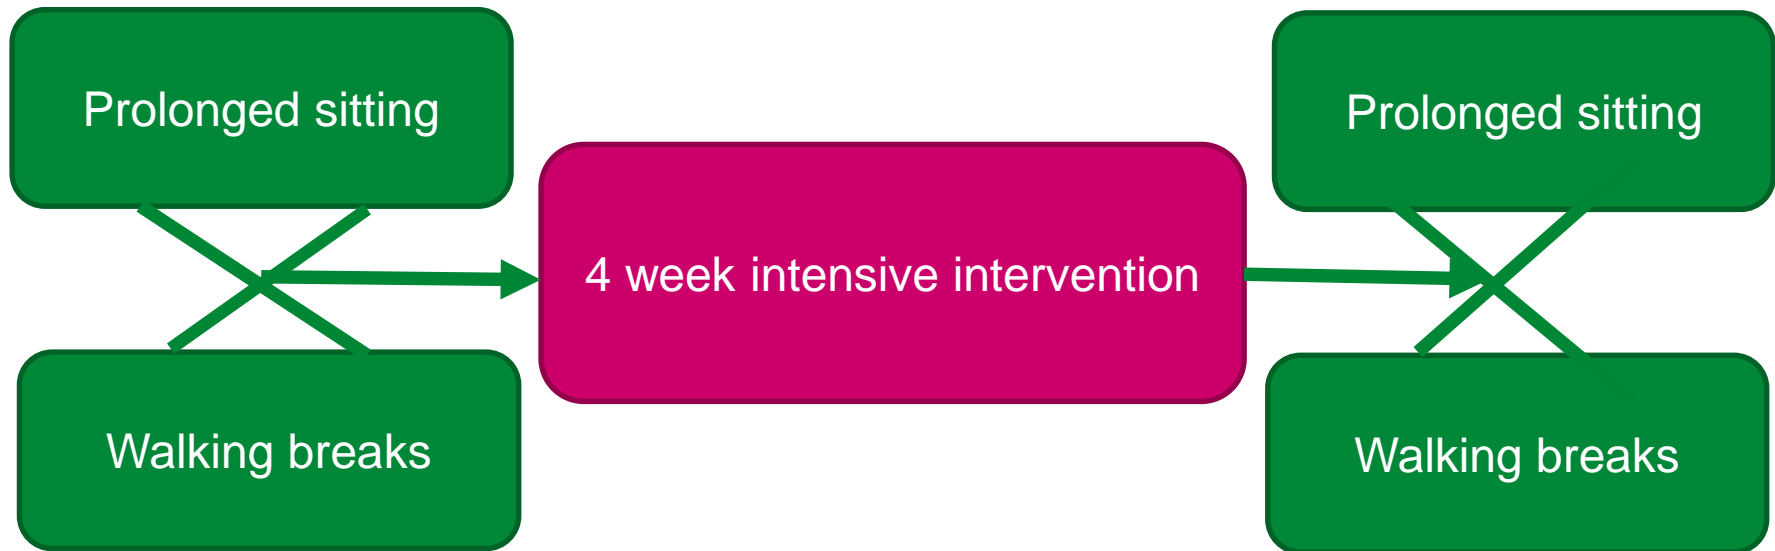 Prolonged sitting
Walking breaks
4 week intensive intervention
Prolonged sitting
Walking breaks